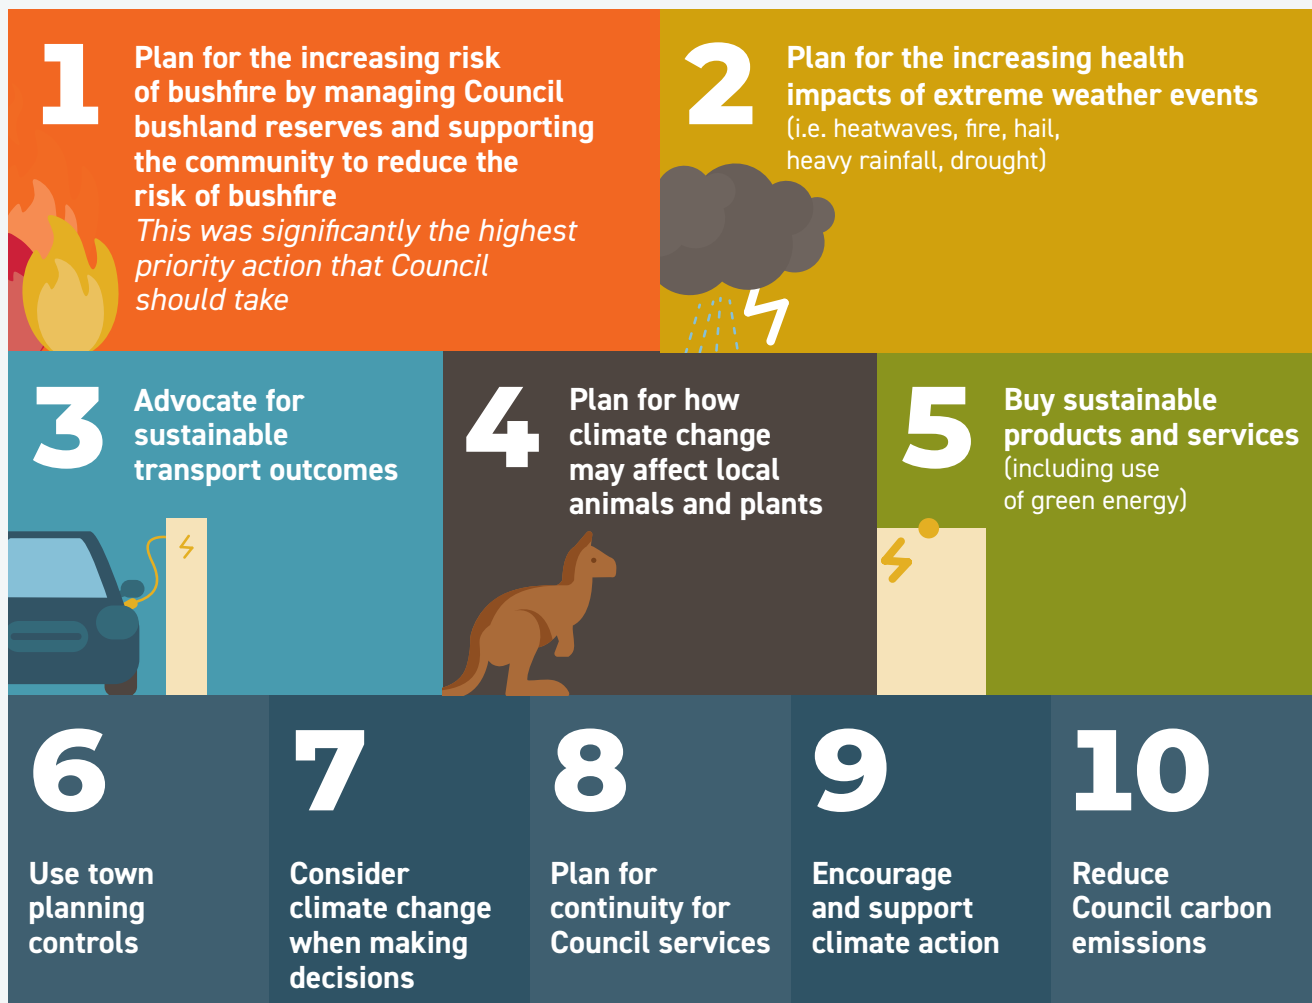 1
Plan for the increasing risk
of bushfire by managing Council
bushland reserves and supporting
the community to reduce the
risk of bushfire
This was significantly the highest
priority action that Council
should take
2
Plan for the increasing health
impacts of extreme weather events
(i.e. heatwaves, fire, hail,
heavy rainfall, drought)
3
Advocate for
sustainable
transport outcomes
4
Plan for how
climate change
may affect local
animals and plants
5
Buy sustainable
products and services
(including use
of green energy)
6
Use town
planning
controls
7
Consider
climate change
when making
decisions
8
Plan for
continuity for
Council services
9
Encourage
and support
climate action
10
Reduce
Council carbon
emissions